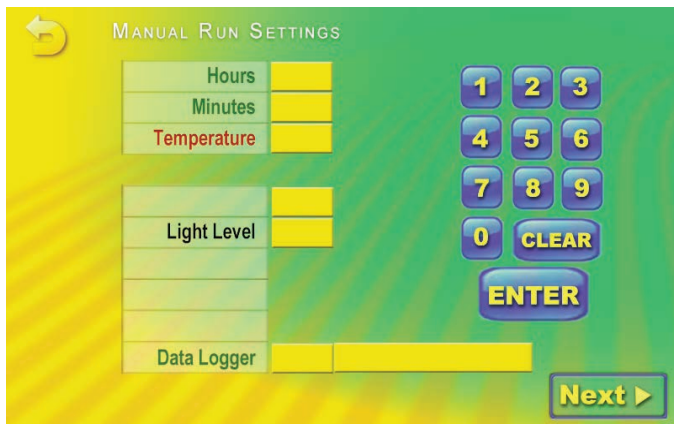 MANUAL RUN SETTINGS
Hours
Minutes
Temperature
Light Level
Data Logger
1 2 3
4 5 6
7 8 9
0 CLEAR
ENTER
Next